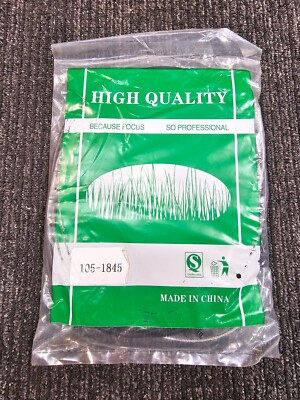 HIGH QUALITY
BECAUSE FOCUS SO PROFESSIONAL
105-1845
MADE IN CHINA